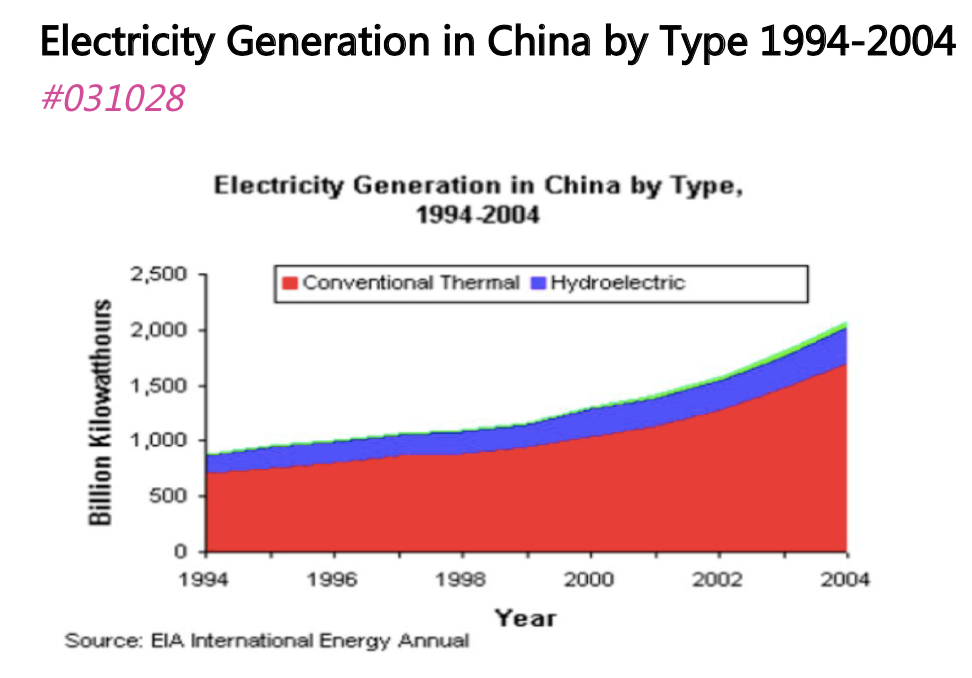 Electricity Generation in China by Type 1994-2004
#031028
Electricity Generation in China by Type,
1994-2004
2,500
2,000
1,500
1,000
500
0
Billion Kilowatthours
Conventional Thermal Hydroelectric
1994 1996 1998 2000 2002 2004
Year
Source: EIA International Energy Annual